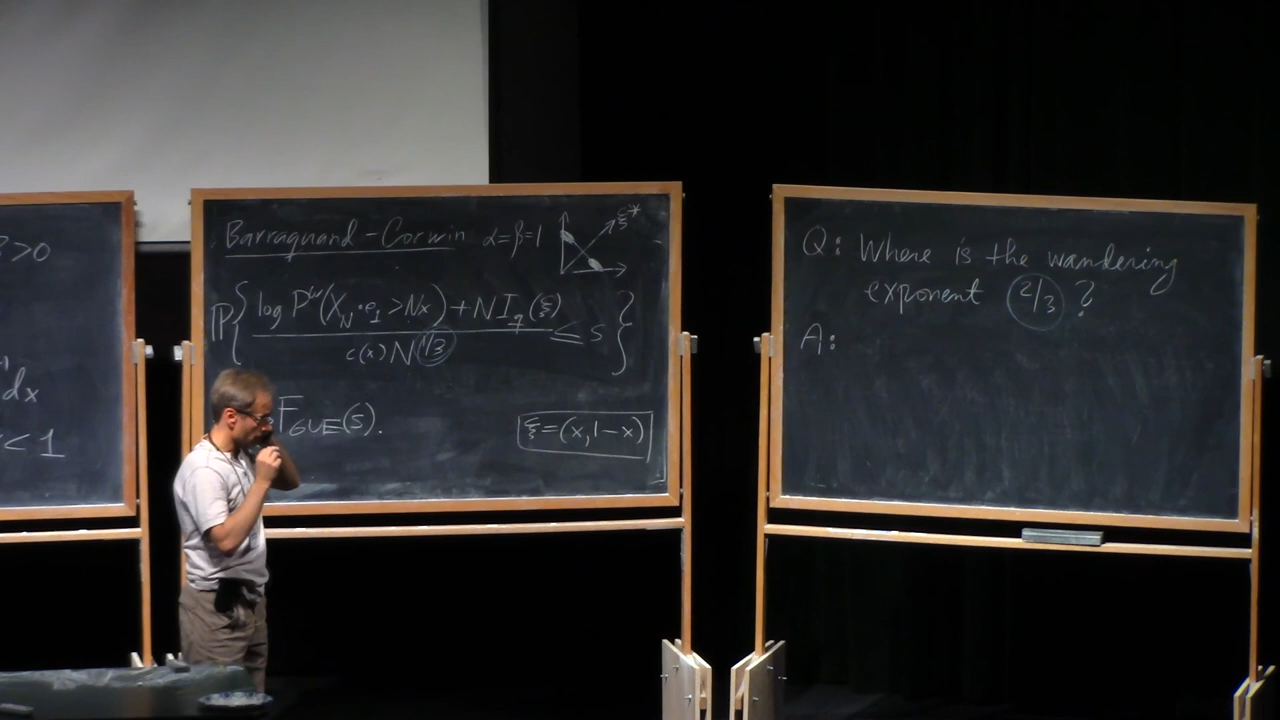 β>0
dx
< 1
Barraquand-Corwin α=β=1
ξ*
P{ log P^ω(X_N·e_1 > Nx) + N I_q(ξ) / c(x) N^{1/3} ≤ s }
F_GUE(s).
ξ=(x,1-x)
Q: Where is the wandering
exponent 2/3 ?
A: